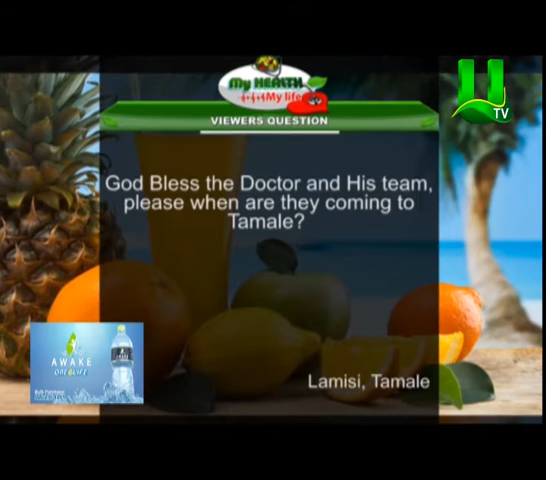 My HEALTH
My life
U
TV
VIEWERS QUESTION
God Bless the Doctor and His team,
please when are they coming to
Tamale?
AWAKE
ONE4LIFE
Lamisi, Tamale